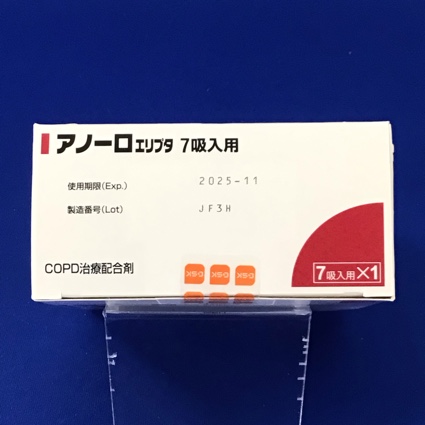 アノーロエリプタ 7吸入用
使用期限(Exp.) 2025-11
製造番号(Lot) JF3H
COPD治療配合剤
7吸入用×1